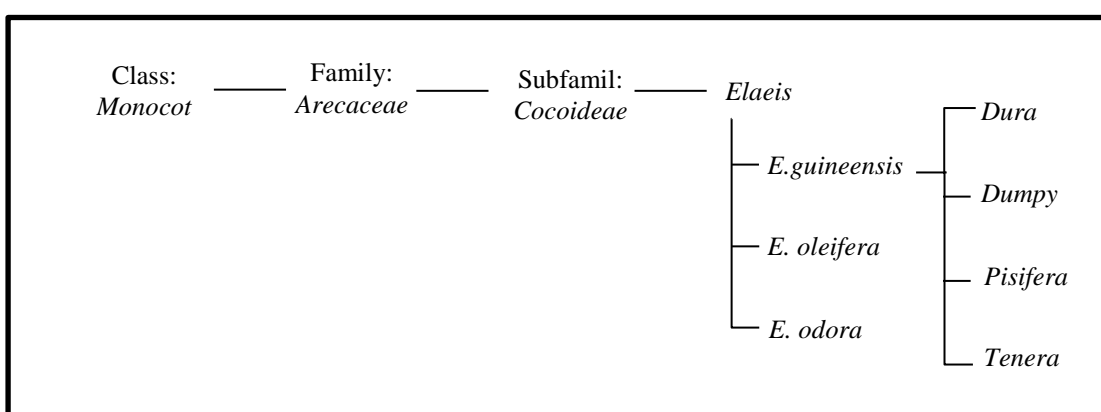 Class:
Monocot
Family:
Arecaceae
Subfamil:
Cocoideae
Elaeis
E.guineensis
E. oleifera
E. odora
Dura
Dumpy
Pisifera
Tenera